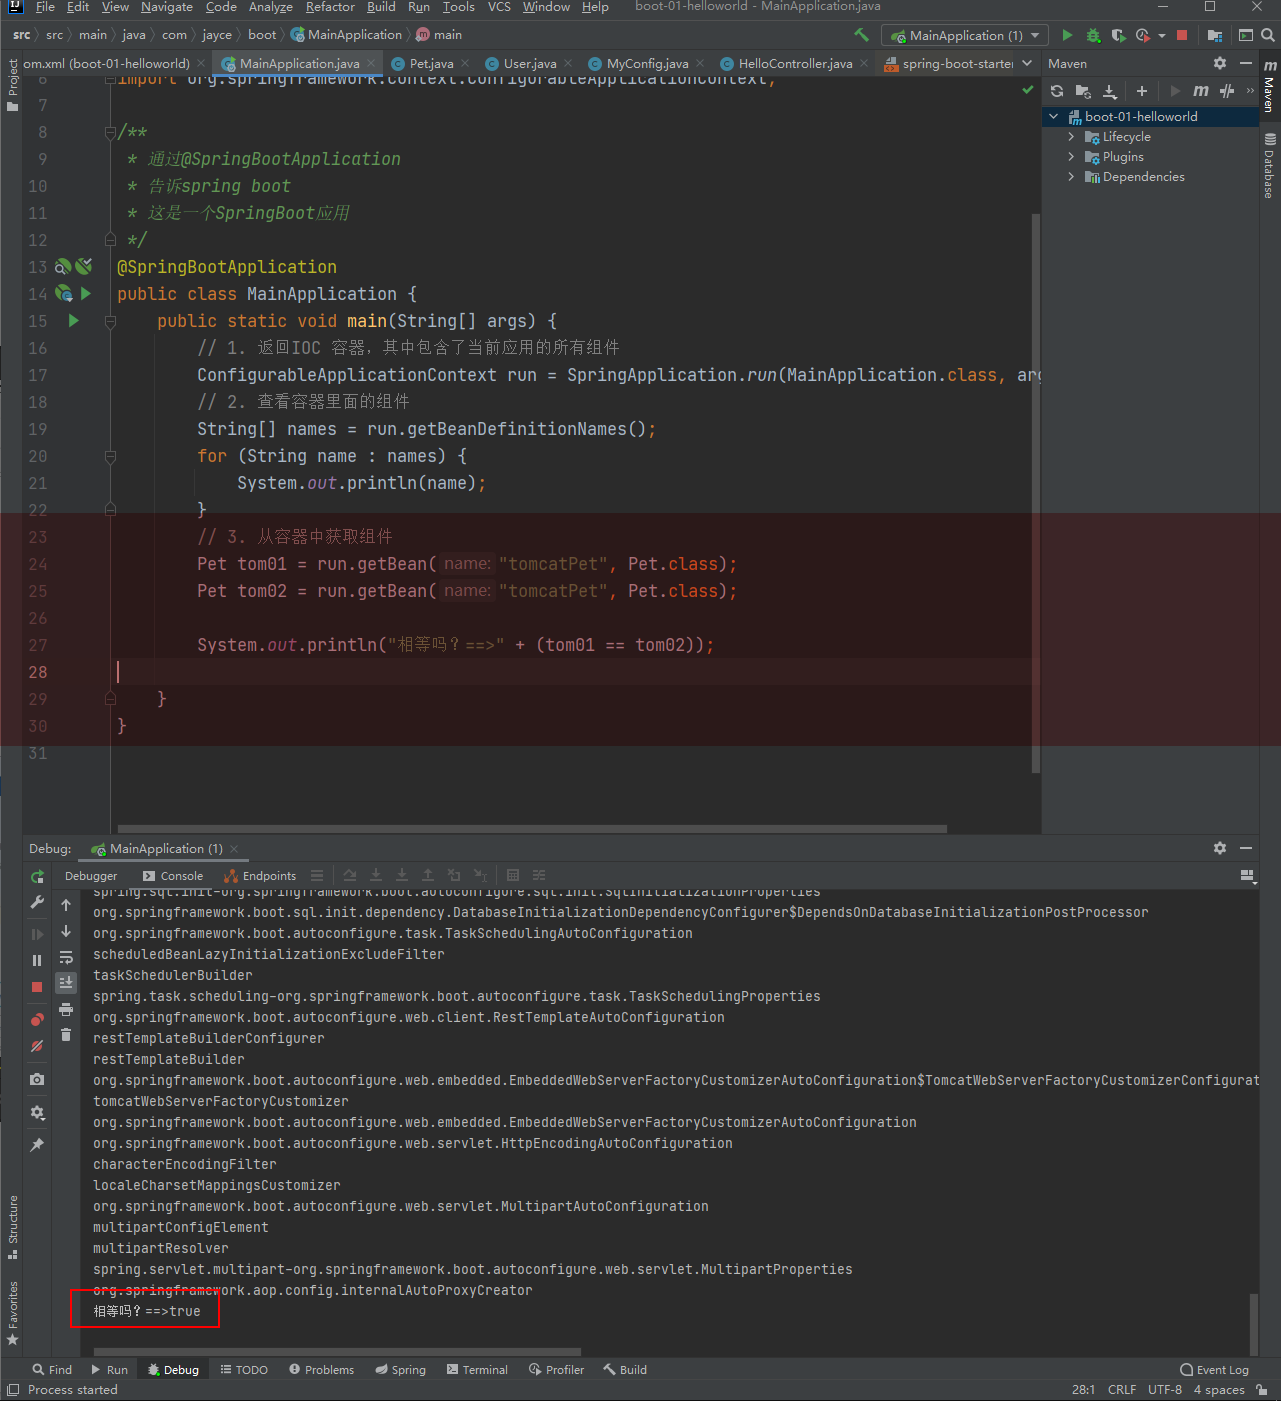 File Edit View Navigate Code Analyze Refactor Build Run Tools VCS Window Help boot-01-helloworld - MainApplication.java
src src main java com jayce boot MainApplication main MainApplication (1)
Project
om.xml (boot-01-helloworld) MainApplication.java Pet.java User.java MyConfig.java HelloController.java spring-boot-starter Maven
Maven
Database
boot-01-helloworld
Lifecycle
Plugins
Dependencies
6 import org.springframework.context.ConfigurableApplicationContext;
7
8 /**
9 * 通过@SpringBootApplication
10 * 告诉spring boot
11 * 这是一个SpringBoot应用
12 */
13 @SpringBootApplication
14 public class MainApplication {
15 public static void main(String[] args) {
16 // 1. 返回IOC 容器，其中包含了当前应用的所有组件
17 ConfigurableApplicationContext run = SpringApplication.run(MainApplication.class, arg
18 // 2. 查看容器里面的组件
19 String[] names = run.getBeanDefinitionNames();
20 for (String name : names) {
21 System.out.println(name);
22 }
23 // 3. 从容器中获取组件
24 Pet tom01 = run.getBean( name: "tomcatPet", Pet.class);
25 Pet tom02 = run.getBean( name: "tomcatPet", Pet.class);
26
27 System.out.println("相等吗？==>" + (tom01 == tom02));
28
29 }
30 }
31
Debug: MainApplication (1)
Debugger Console Endpoints
spring.sql.init-org.springframework.boot.autoconfigure.sql.init.SqlInitializationProperties
org.springframework.boot.sql.init.dependency.DatabaseInitializationDependencyConfigurer$DependsOnDatabaseInitializationPostProcessor
org.springframework.boot.autoconfigure.task.TaskSchedulingAutoConfiguration
scheduledBeanLazyInitializationExcludeFilter
taskSchedulerBuilder
spring.task.scheduling-org.springframework.boot.autoconfigure.task.TaskSchedulingProperties
org.springframework.boot.autoconfigure.web.client.RestTemplateAutoConfiguration
restTemplateBuilderConfigurer
restTemplateBuilder
org.springframework.boot.autoconfigure.web.embedded.EmbeddedWebServerFactoryCustomizerAutoConfiguration$TomcatWebServerFactoryCustomizerConfigurat
tomcatWebServerFactoryCustomizer
org.springframework.boot.autoconfigure.web.embedded.EmbeddedWebServerFactoryCustomizerAutoConfiguration
org.springframework.boot.autoconfigure.web.servlet.HttpEncodingAutoConfiguration
characterEncodingFilter
localeCharsetMappingsCustomizer
org.springframework.boot.autoconfigure.web.servlet.MultipartAutoConfiguration
multipartConfigElement
multipartResolver
spring.servlet.multipart-org.springframework.boot.autoconfigure.web.servlet.MultipartProperties
org.springframework.aop.config.internalAutoProxyCreator
相等吗？==>true
Structure
Favorites
Find Run Debug TODO Problems Spring Terminal Profiler Build Event Log
Process started 28:1 CRLF UTF-8 4 spaces